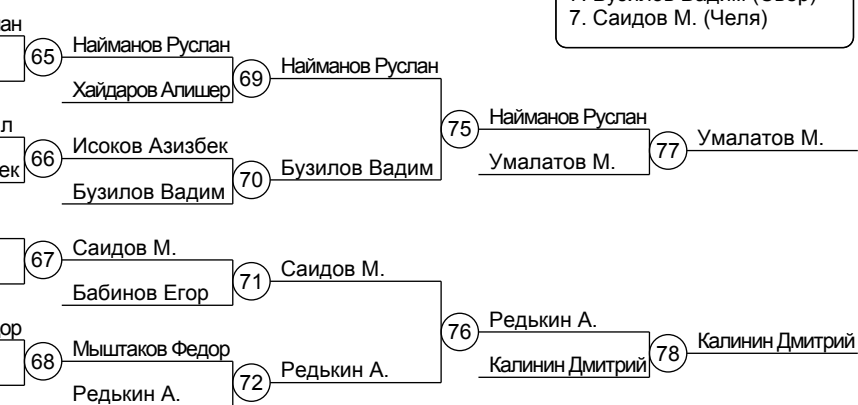 7. Саидов М. (Челя)
65
Найманов Руслан
Хайдаров Алишер
69
Найманов Руслан
66
Исоков Азизбек
Бузилов Вадим
70
Бузилов Вадим
75
Найманов Руслан
Умалатов М.
77
Умалатов М.
67
Саидов М.
Бабинов Егор
71
Саидов М.
68
Мыштаков Федор
Редькин А.
72
Редькин А.
76
Редькин А.
Калинин Дмитрий
78
Калинин Дмитрий